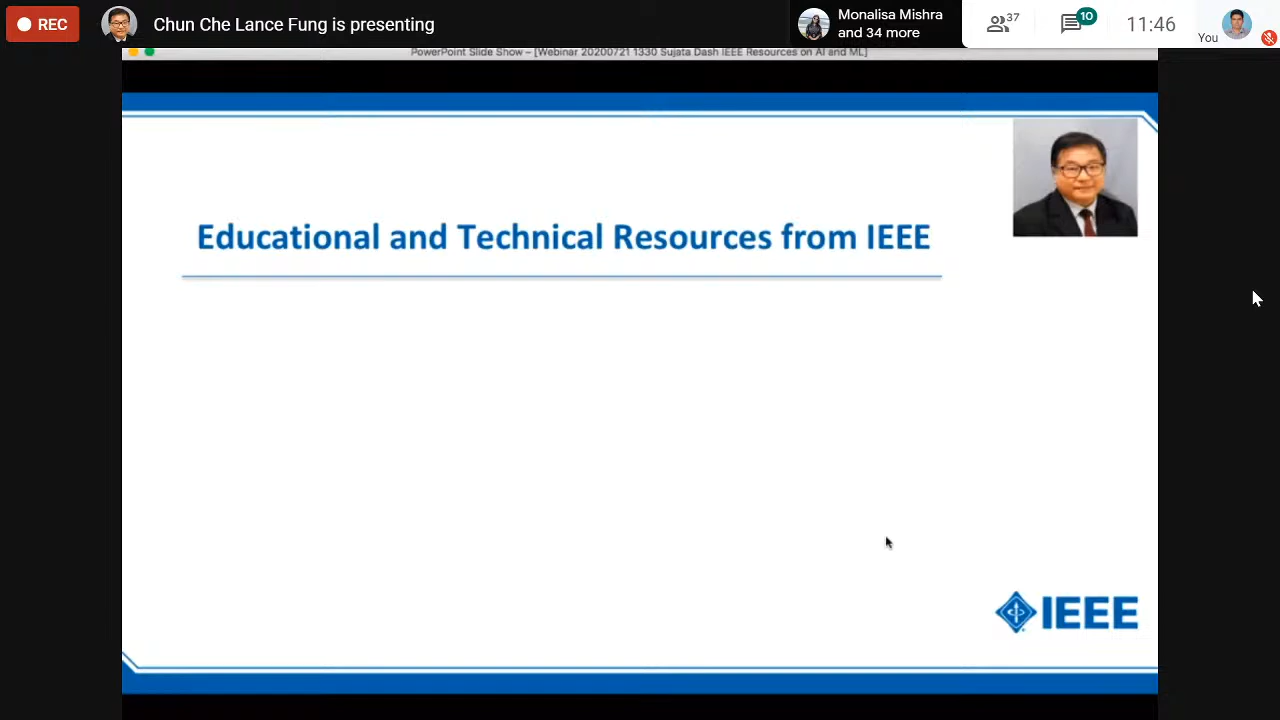 REC
Chun Che Lance Fung is presenting
Monalisa Mishra
and 34 more
37
10
11:46
You
PowerPoint Slide Show – [Webinar 20200721 1330 Sujata Dash IEEE Resources on AI and ML]
Educational and Technical Resources from IEEE
IEEE